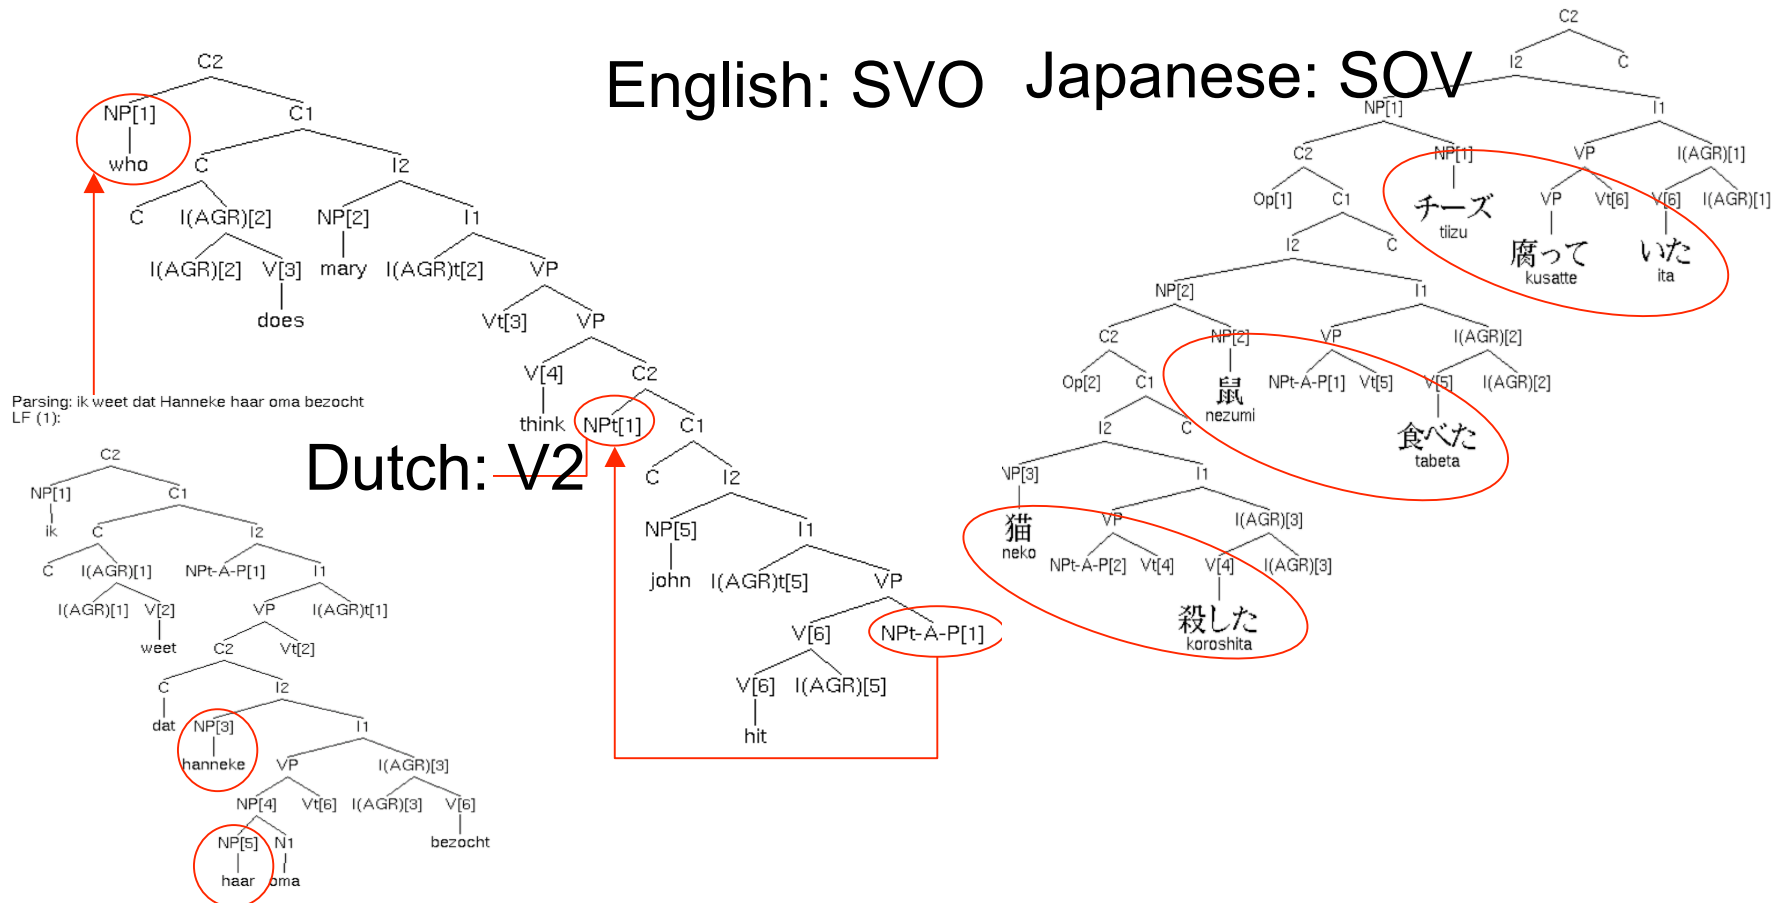 English: SVO
Japanese: SOV
C2
NP[1] C1
who
C I2
C I(AGR)[2] NP[2] I1
I(AGR)[2] V[3] mary I(AGR)t[2] VP
does
Vt[3] VP
V[4] C2
think NPt[1] C1
C I2
NP[5] I1
john I(AGR)t[5] VP
V[6] NPt-A-P[1]
V[6] I(AGR)[5]
hit
Parsing: ik weet dat Hanneke haar oma bezocht
LF (1):
Dutch: V2
C2
NP[1] C1
ik
C I2
C I(AGR)[1] NPt-A-P[1] I1
I(AGR)[1] V[2] VP I(AGR)t[1]
weet
C2 Vt[2]
C I2
dat NP[3] I1
hanneke VP I(AGR)[3]
NP[4] Vt[6] I(AGR)[3] V[6]
NP[5] N1 bezocht
haar oma
C2
I2 C
NP[1] I1
C2 NP[1] VP I(AGR)[1]
Op[1] C1 チーズ VP Vt[6] V[6] I(AGR)[1]
tiizu
I2 C 腐って いた
kusatte ita
NP[2] I1
C2 NP[2] VP I(AGR)[2]
Op[2] C1 鼠 NPt-A-P[1] Vt[5] V[5] I(AGR)[2]
nezumi
I2 C 食べた
tabeta
NP[3] I1
猫 VP I(AGR)[3]
neko
NPt-A-P[2] Vt[4] V[4] I(AGR)[3]
殺した
koroshita